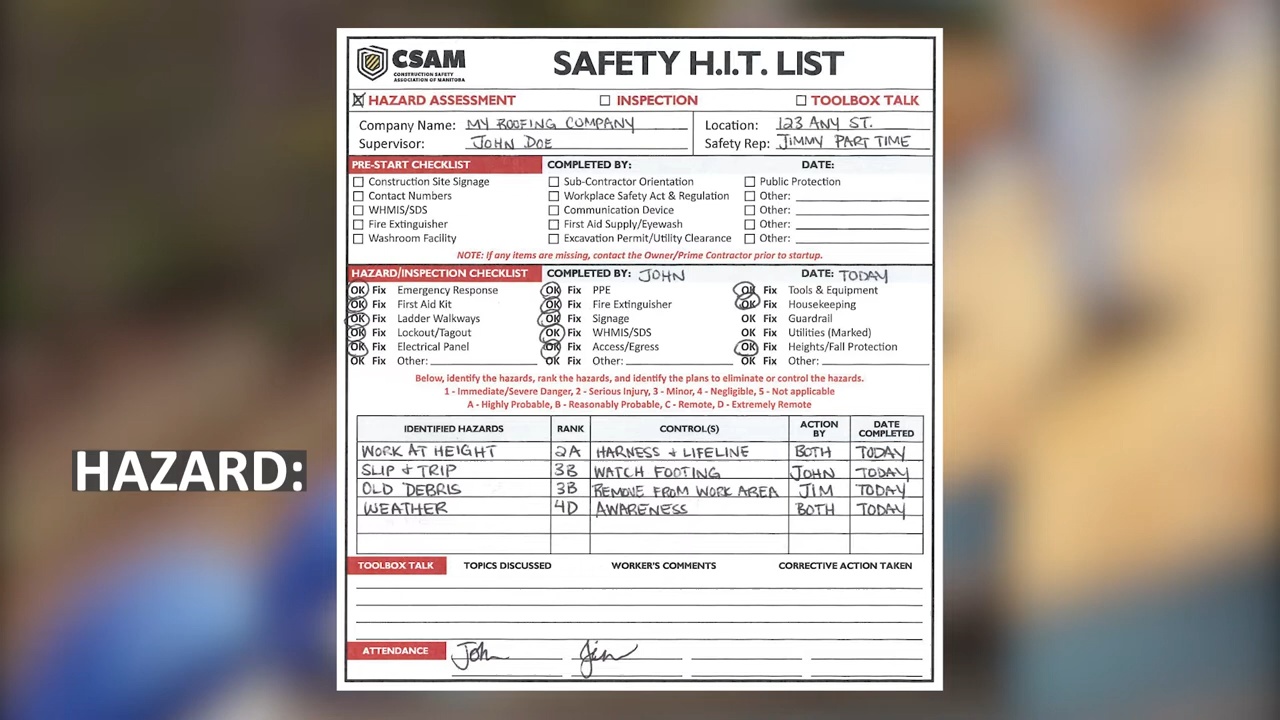 CSAM
CONSTRUCTION SAFETY
ASSOCIATION OF MANITOBA
SAFETY H.I.T. LIST
HAZARD ASSESSMENT INSPECTION TOOLBOX TALK
Company Name: MY ROOFING COMPANY Location: 123 ANY ST.
Supervisor: JOHN DOE Safety Rep: JIMMY PART TIME
PRE-START CHECKLIST COMPLETED BY: DATE:
Construction Site Signage Sub-Contractor Orientation Public Protection
Contact Numbers Workplace Safety Act & Regulation Other:
WHMIS/SDS Communication Device Other:
Fire Extinguisher First Aid Supply/Eyewash Other:
Washroom Facility Excavation Permit/Utility Clearance Other:
NOTE: If any items are missing, contact the Owner/Prime Contractor prior to startup.
HAZARD/INSPECTION CHECKLIST COMPLETED BY: JOHN DATE: TODAY
OK Fix Emergency Response OK Fix PPE OK Fix Tools & Equipment
OK Fix First Aid Kit OK Fix Fire Extinguisher OK Fix Housekeeping
OK Fix Ladder Walkways OK Fix Signage OK Fix Guardrail
OK Fix Lockout/Tagout OK Fix WHMIS/SDS OK Fix Utilities (Marked)
OK Fix Electrical Panel OK Fix Access/Egress OK Fix Heights/Fall Protection
OK Fix Other: OK Fix Other: OK Fix Other:
Below, identify the hazards, rank the hazards, and identify the plans to eliminate or control the hazards.
1 - Immediate/Severe Danger, 2 - Serious Injury, 3 - Minor, 4 - Negligible, 5 - Not applicable
A - Highly Probable, B - Reasonably Probable, C - Remote, D - Extremely Remote
IDENTIFIED HAZARDS RANK CONTROL(S) ACTION BY DATE COMPLETED
WORK AT HEIGHT 2A HARNESS & LIFELINE BOTH TODAY
SLIP & TRIP 3B WATCH FOOTING JOHN TODAY
OLD DEBRIS 3B REMOVE FROM WORK AREA JIM TODAY
WEATHER 4D AWARENESS BOTH TODAY
HAZARD:
TOOLBOX TALK TOPICS DISCUSSED WORKER'S COMMENTS CORRECTIVE ACTION TAKEN
ATTENDANCE John Jim